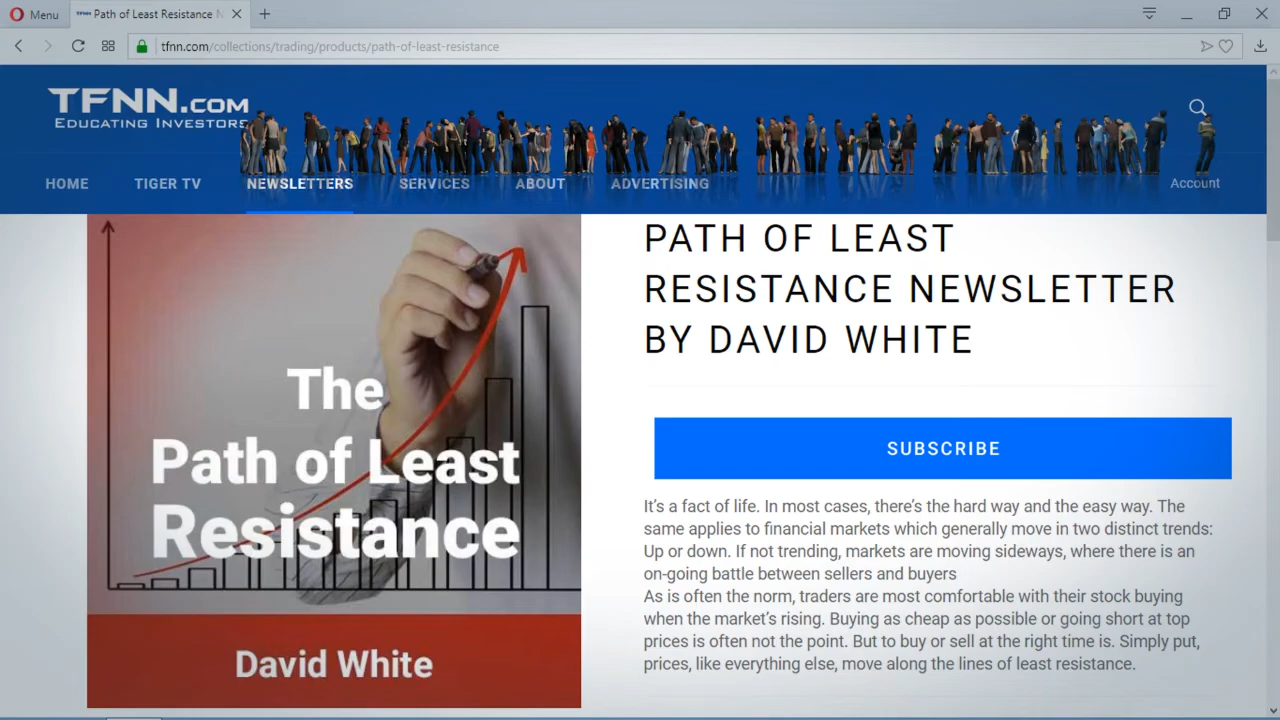 Menu
Path of Least Resistance N
tfnn.com/collections/trading/products/path-of-least-resistance
TFNN.COM
EDUCATING INVESTORS
HOME
TIGER TV
NEWSLETTERS
SERVICES
ABOUT
ADVERTISING
Account
The
Path of Least
Resistance
David White
PATH OF LEAST
RESISTANCE NEWSLETTER
BY DAVID WHITE
SUBSCRIBE
It's a fact of life. In most cases, there's the hard way and the easy way. The
same applies to financial markets which generally move in two distinct trends:
Up or down. If not trending, markets are moving sideways, where there is an
on-going battle between sellers and buyers
As is often the norm, traders are most comfortable with their stock buying
when the market's rising. Buying as cheap as possible or going short at top
prices is often not the point. But to buy or sell at the right time is. Simply put,
prices, like everything else, move along the lines of least resistance.